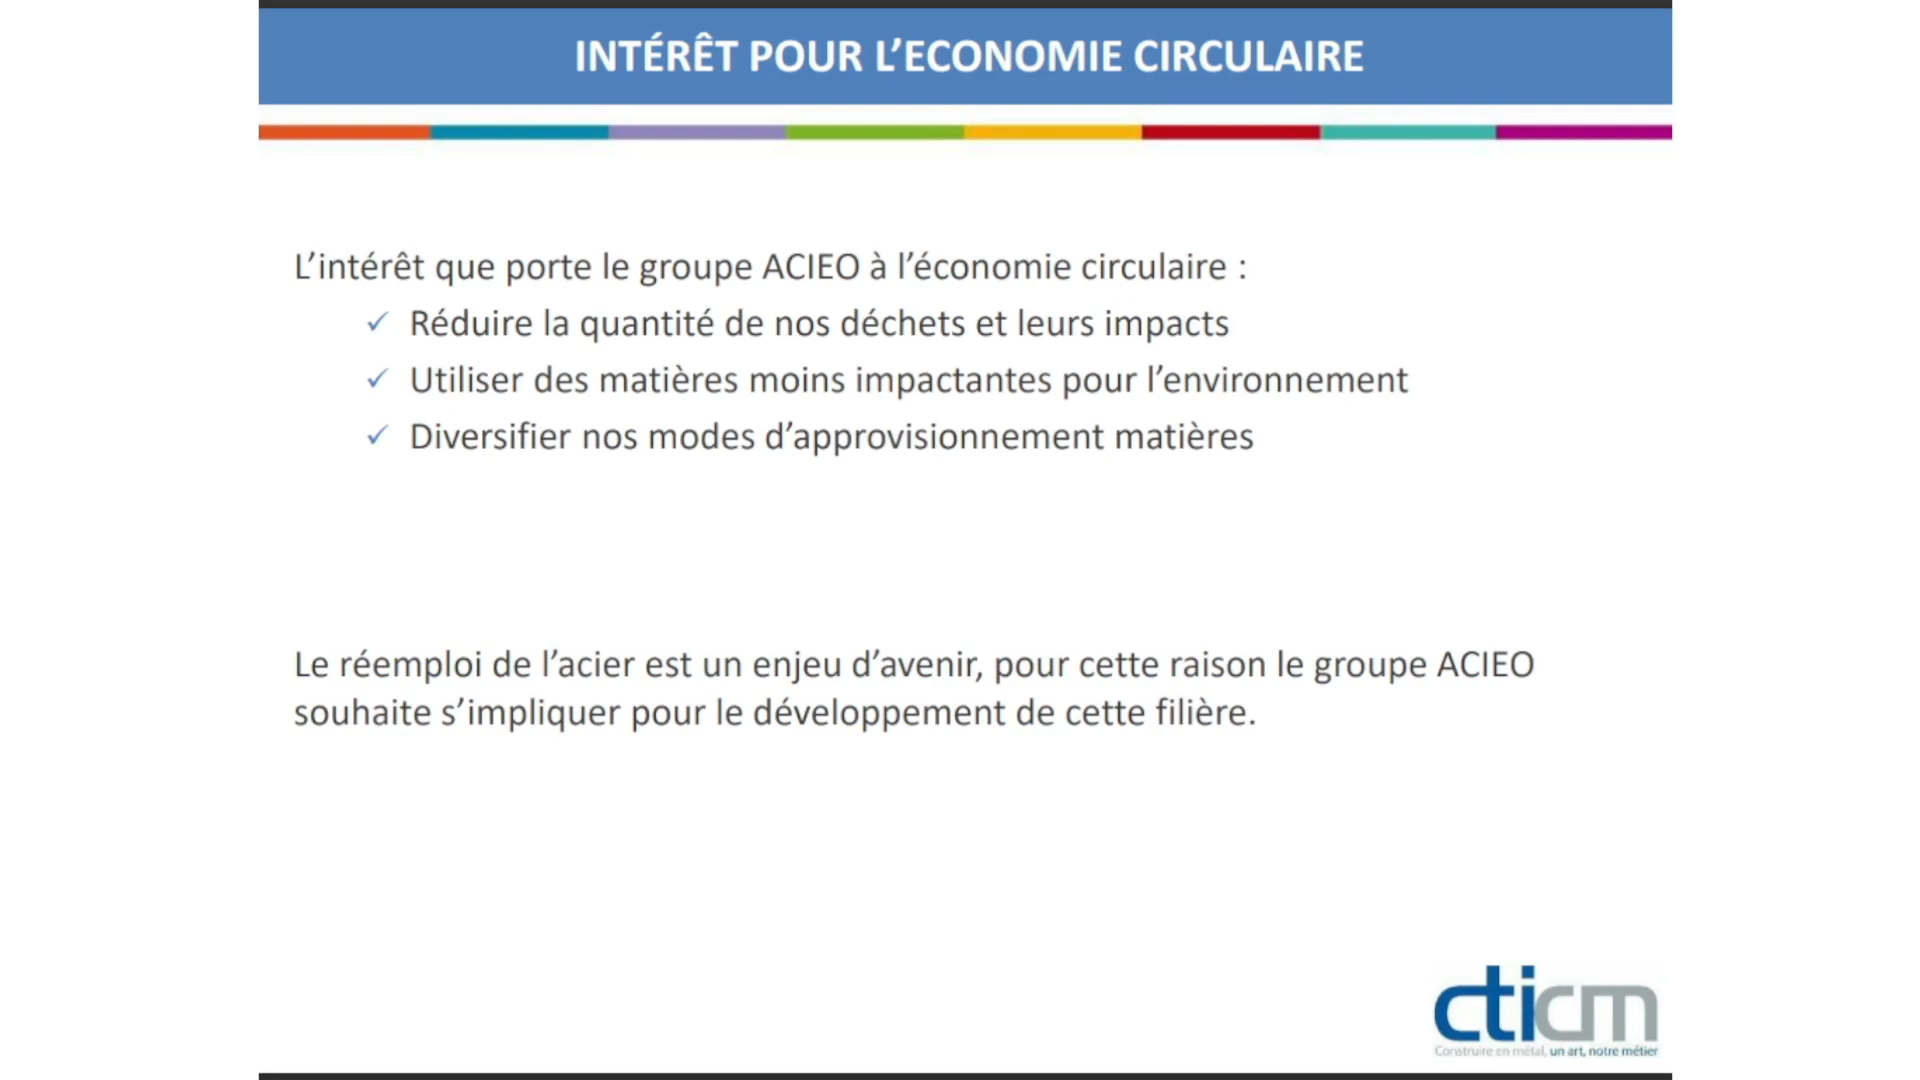 INTÉRÊT POUR L’ECONOMIE CIRCULAIRE
L’intérêt que porte le groupe ACIEO à l’économie circulaire :
✓ Réduire la quantité de nos déchets et leurs impacts
✓ Utiliser des matières moins impactantes pour l’environnement
✓ Diversifier nos modes d’approvisionnement matières
Le réemploi de l’acier est un enjeu d’avenir, pour cette raison le groupe ACIEO
souhaite s’impliquer pour le développement de cette filière.
cticm
Construire en métal, un art, notre métier